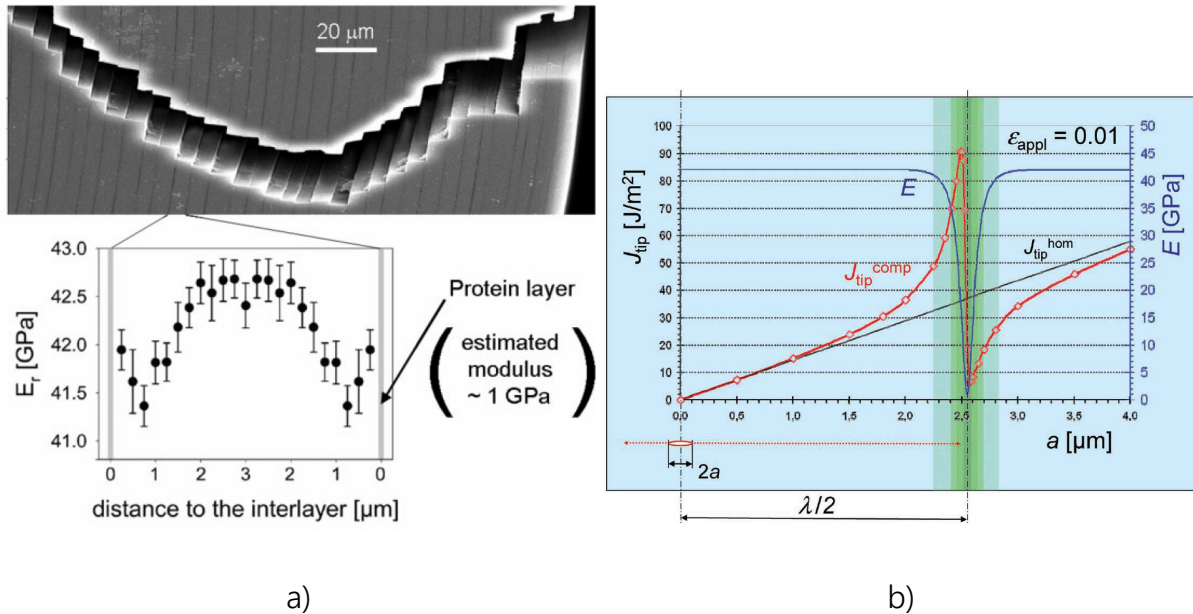 20 μm
43.0
42.5
42.0
41.5
41.0
E_r [GPa]
0 1 2 3 2 1 0
distance to the interlayer [μm]
Protein layer
( estimated
modulus
~ 1 GPa )
a)
ε_appl = 0.01
100
90
80
70
60
50
40
30
20
10
0
J_tip [J/m²]
50
45
40
35
30
25
20
15
10
5
0
E [GPa]
E
J_tip^comp
J_tip^hom
0,0 0,5 1,0 1,5 2,0 2,5 3,0 3,5 4,0
a [μm]
2a
λ/2
b)